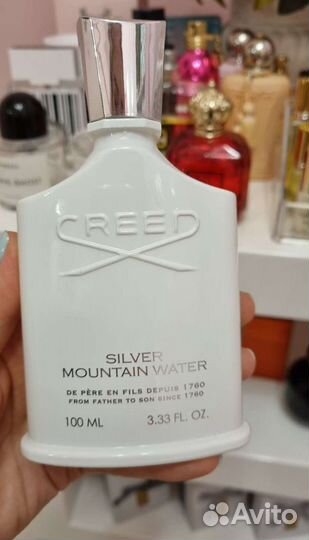 CREED
SILVER
MOUNTAIN WATER
DE PÈRE EN FILS DEPUIS 1760
FROM FATHER TO SON SINCE 1760
100 ML 3.33 FL. OZ.
Avito